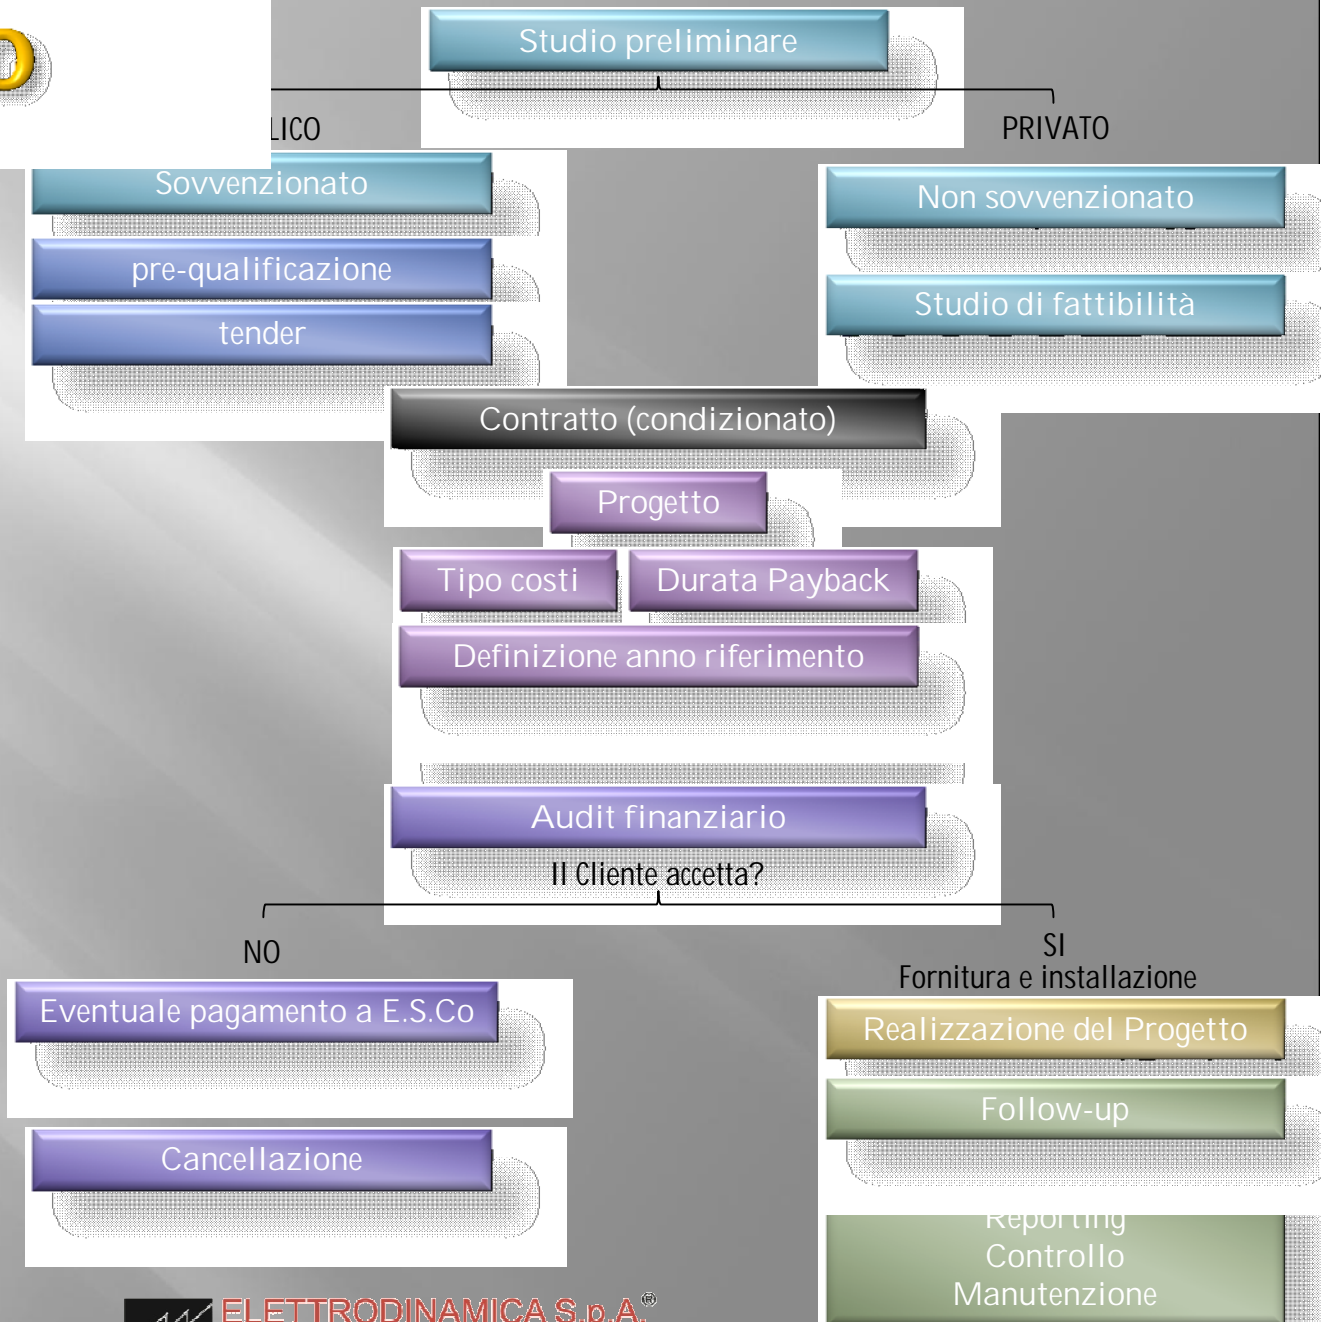 Studio preliminare
LICO
PRIVATO
Sovvenzionato
Non sovvenzionato
pre-qualificazione
Studio di fattibilità
tender
Contratto (condizionato)
Progetto
Tipo costi
Durata Payback
Definizione anno riferimento
Audit finanziario
Il Cliente accetta?
NO
SI
Fornitura e installazione
Eventuale pagamento a E.S.Co
Realizzazione del Progetto
Follow-up
Cancellazione
Reporting
Controllo
Manutenzione
ELETTRODINAMICA S.p.A.®